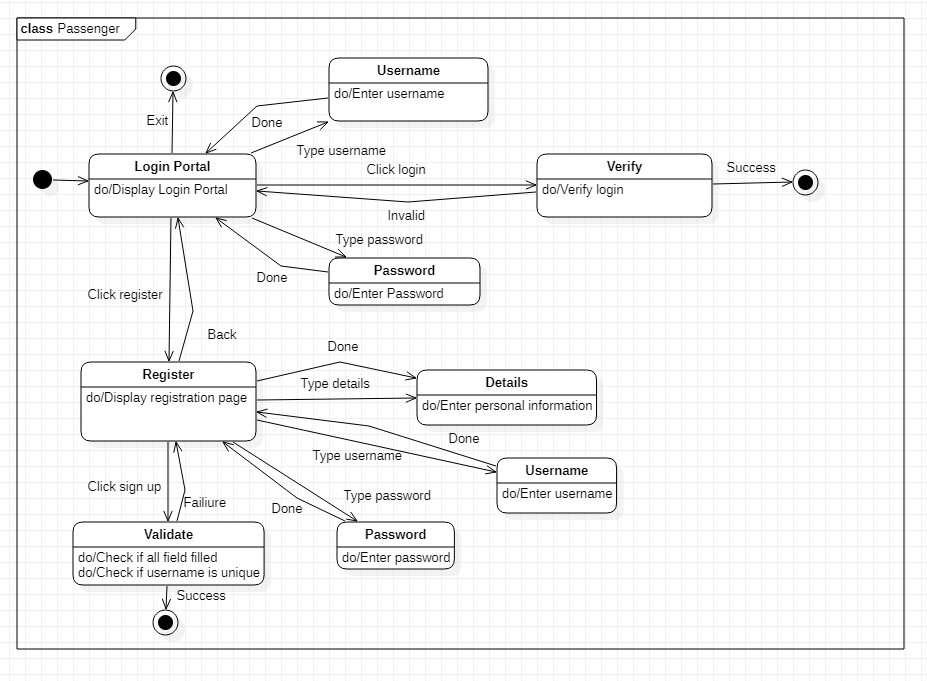 class Passenger
Username
do/Enter username
Exit
Done
Type username
Login Portal
do/Display Login Portal
Click login
Invalid
Verify
do/Verify login
Success
Type password
Done
Password
do/Enter Password
Click register
Back
Register
do/Display registration page
Done
Type details
Details
do/Enter personal information
Done
Type username
Username
do/Enter username
Click sign up
Failiure
Type password
Done
Password
do/Enter password
Validate
do/Check if all field filled
do/Check if username is unique
Success